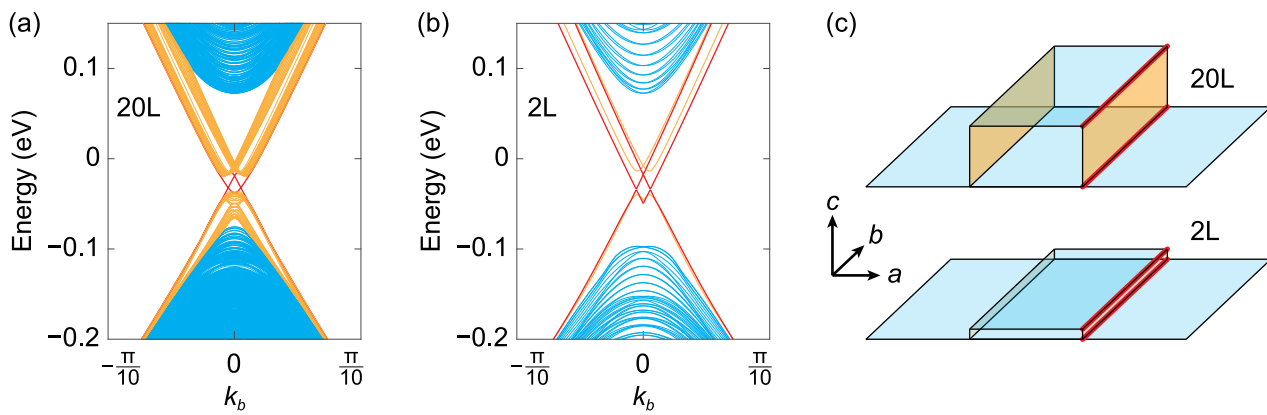 (a)
Energy (eV)
0.1
0
−0.1
−0.2
20L
−π/10
0
π/10
k_b
(b)
Energy (eV)
0.1
0
−0.1
−0.2
2L
−π/10
0
π/10
k_b
(c)
20L
2L
c
b
a